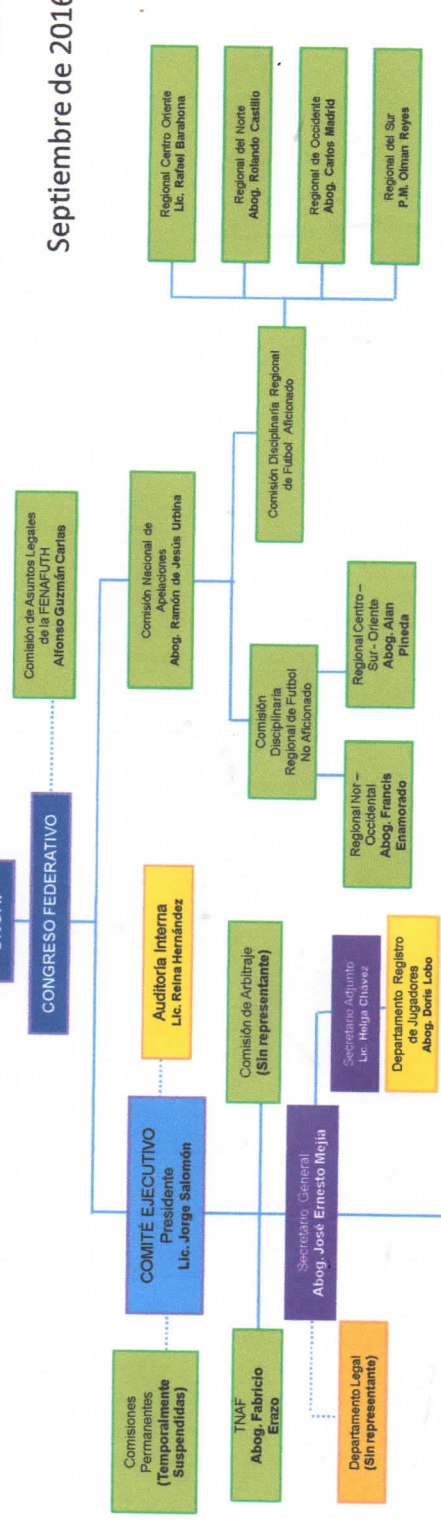 Septiembre de 2016
CONGRESO FEDERATIVO
Comisión de Asuntos Legales
de la FENAFUTH
Alfonso Guzmán Carias
COMITÉ EJECUTIVO
Presidente
Lic. Jorge Salomón
Auditoria Interna
Lic. Reina Hernández
Comisiones
Permanentes
(Temporalmente
Suspendidas)
Comisión Nacional de
Apelaciones
Abog. Ramón de Jesús Urbina
TNAF
Abog. Fabricio
Erazo
Comisión de Arbitraje
(Sin representante)
Secretario General
Abog. José Ernesto Mejía
Secretario Adjunto
Lic. Helga Chávez
Departamento Legal
(Sin representante)
Departamento Registro
de Jugadores
Abog. Doris Lobo
Comisión
Disciplinaria
Regional de Futbol
No Aficionado
Comisión Disciplinaria Regional
de Futbol Aficionado
Regional Nor –
Occidental
Abog. Francis
Enamorado
Regional Centro –
Sur - Oriente
Abog. Alan
Pineda
Regional Centro Oriente
Lic. Rafael Barahona
Regional del Norte
Abog. Rolando Castillo
Regional de Occidente
Abog. Carlos Madrid
Regional del Sur
P.M. Olman Reyes